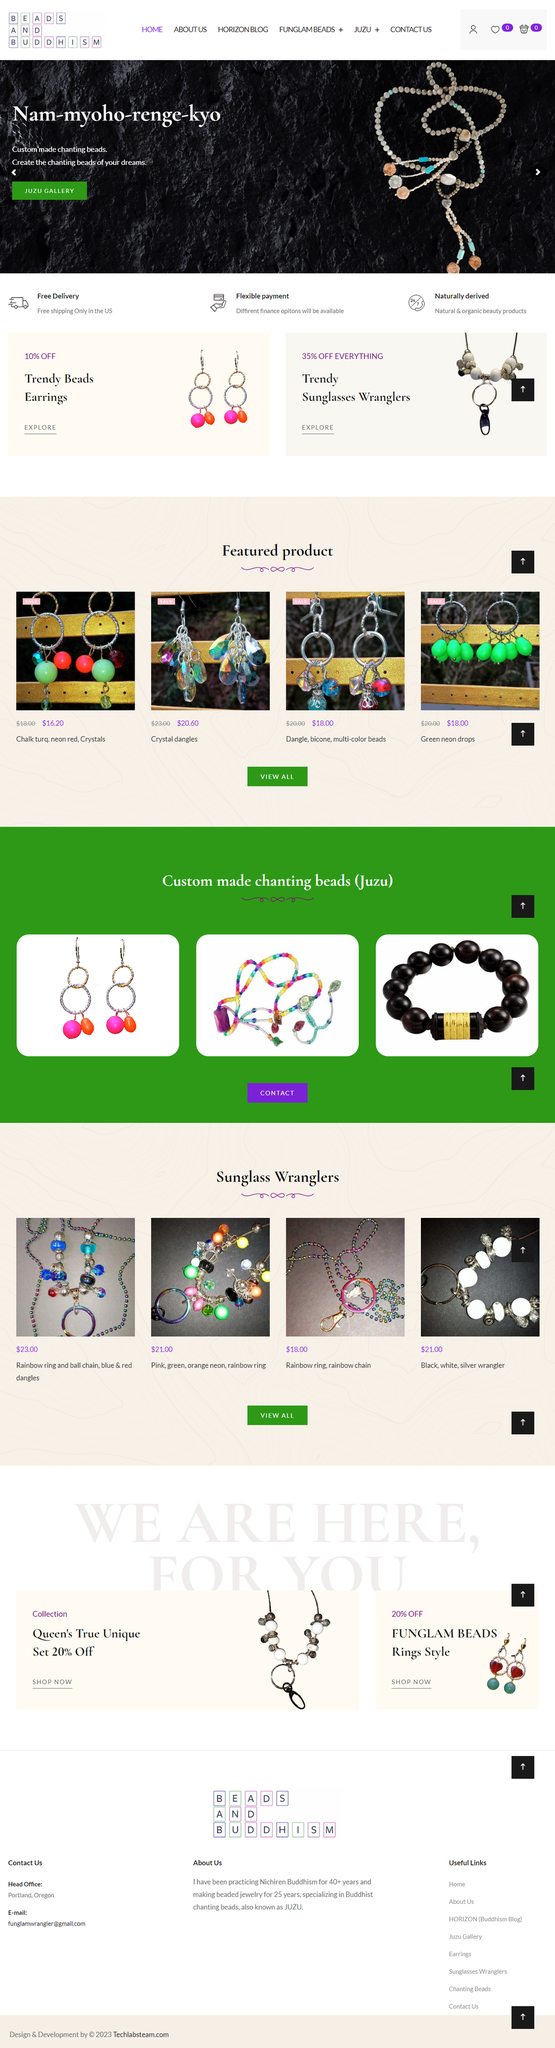 BEADS
AND
BUDDHISM
HOME
ABOUT US
HORIZON BLOG
FUNGLAM BEADS +
JUZU +
CONTACT US
0
0
Nam-myoho-renge-kyo
Custom made chanting beads.
Create the chanting beads of your dreams.
JUZU GALLERY
Free Delivery
Free shipping Only in the US
Flexible payment
Diffirent finance opitons will be available
Naturally derived
Natural & organic beauty products
10% OFF
Trendy Beads
Earrings
EXPLORE
35% OFF EVERYTHING
Trendy
Sunglasses Wranglers
EXPLORE
Featured product
$18.00 $16.20
Chalk turq, neon red, Crystals
$23.00 $20.60
Crystal dangles
$20.00 $18.00
Dangle, bicone, multi-color beads
$20.00 $18.00
Green neon drops
VIEW ALL
Custom made chanting beads (Juzu)
CONTACT
Sunglass Wranglers
$23.00
Rainbow ring and ball chain, blue & red
dangles
$21.00
Pink, green, orange neon, rainbow ring
$18.00
Rainbow ring, rainbow chain
$21.00
Black, white, silver wrangler
VIEW ALL
WE ARE HERE,
FOR YOU
Collection
Queen's True Unique
Set 20% Off
SHOP NOW
20% OFF
FUNGLAM BEADS
Rings Style
SHOP NOW
BEADS
AND
BUDDHISM
Contact Us
Head Office:
Portland, Oregon
E-mail:
funglamwrangler@gmail.com
About Us
I have been practicing Nichiren Buddhism for 40+ years and
making beaded jewelry for 25 years, specializing in Buddhist
chanting beads, also known as JUZU.
Useful Links
Home
About Us
HORIZON (Buddhism Blog)
Juzu Gallery
Earrings
Sunglasses Wranglers
Chanting Beads
Contact Us
Design & Development by © 2023 Techlabsteam.com